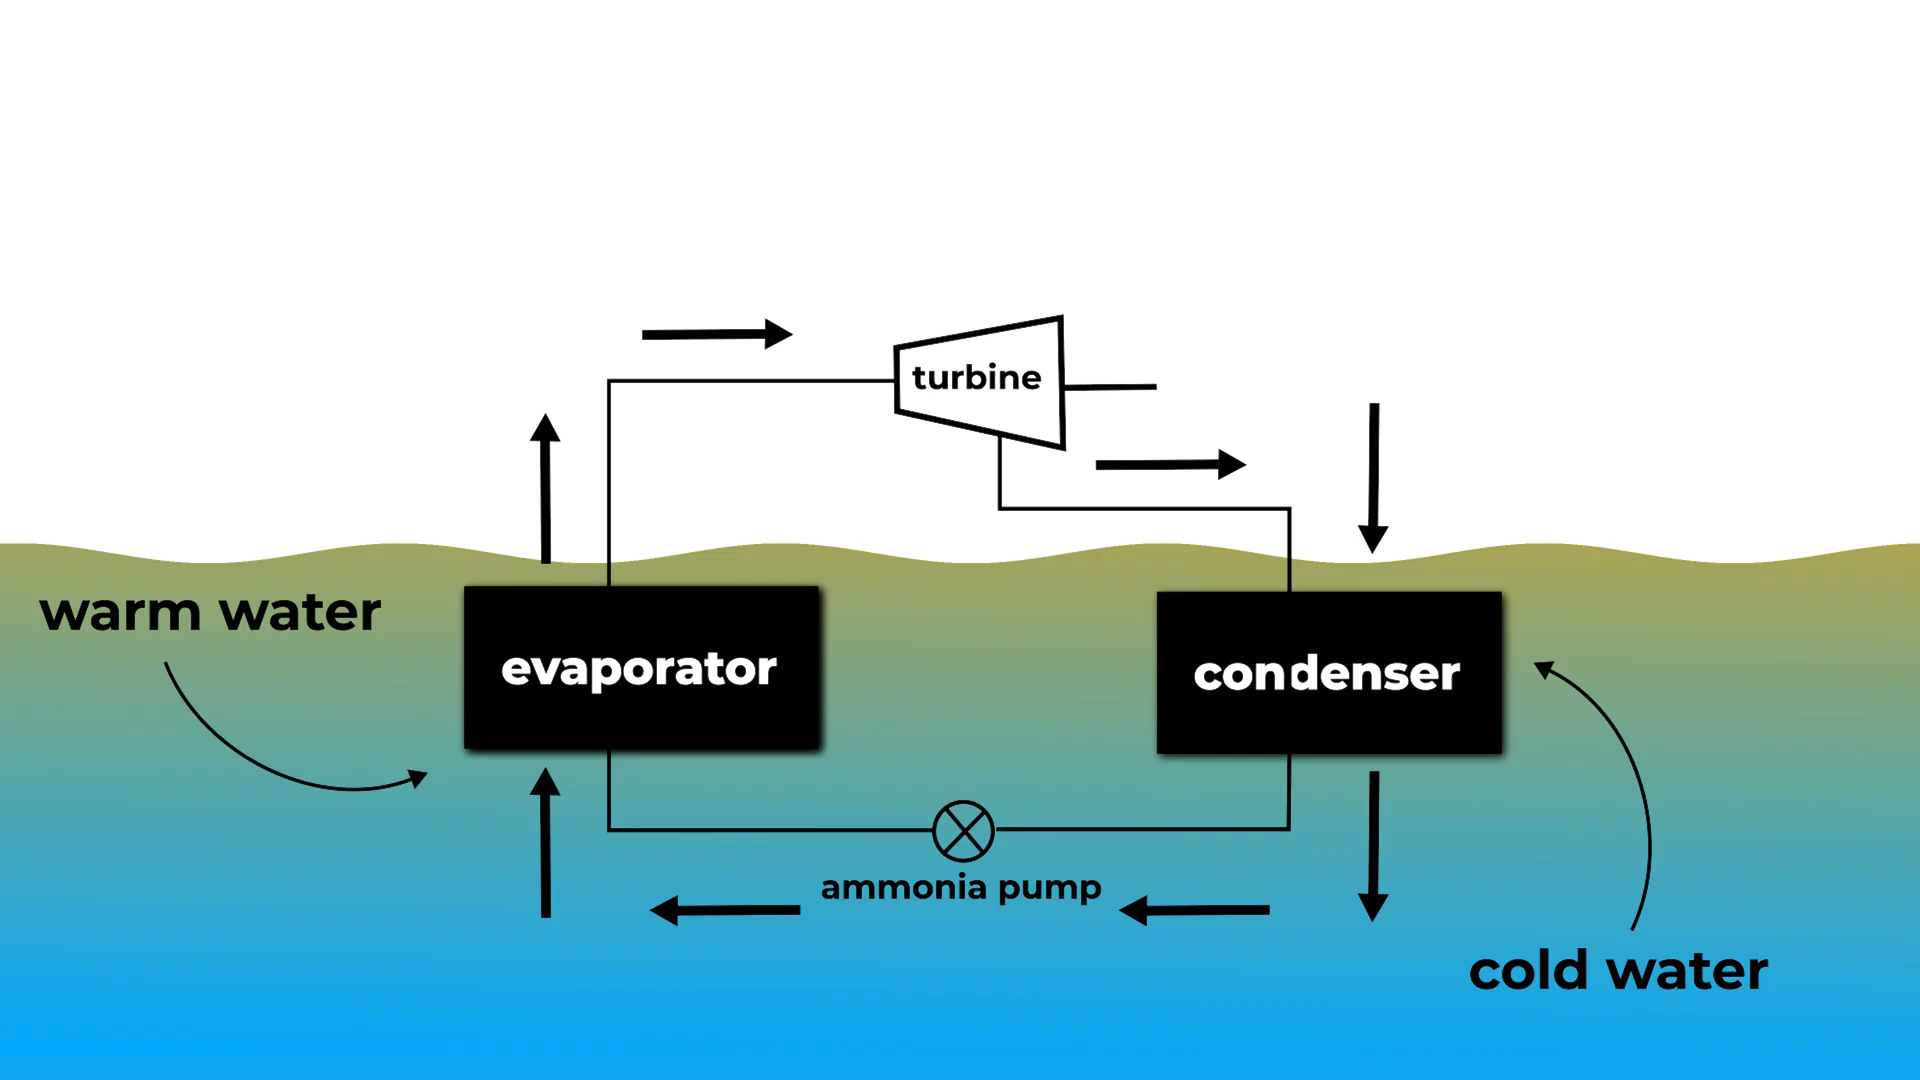 turbine
warm water
evaporator
condenser
ammonia pump
cold water